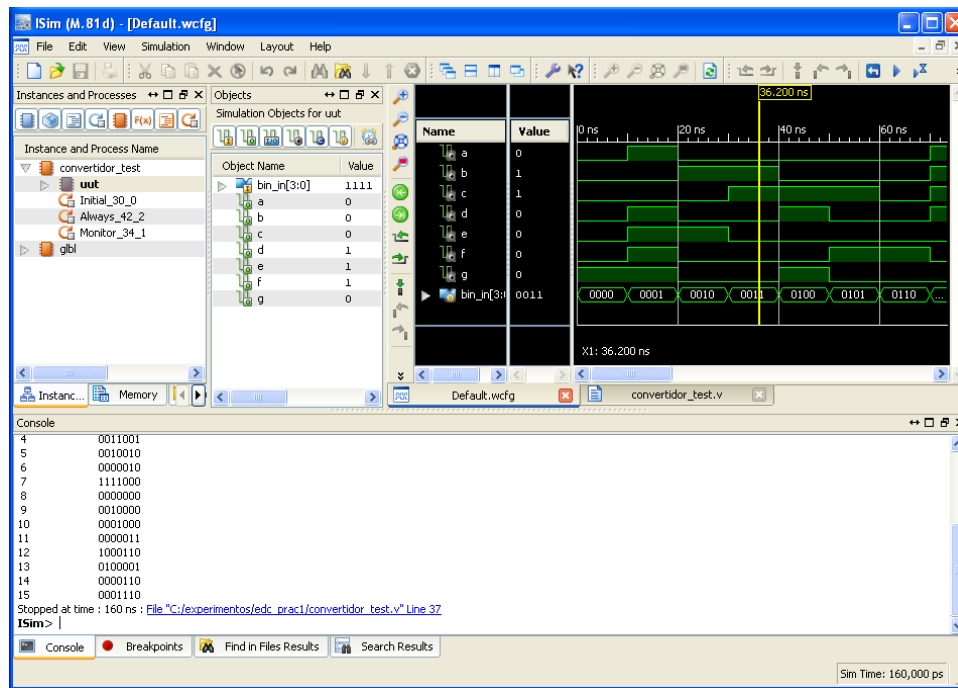 ISim (M.81d) - [Default.wcfg]
File Edit View Simulation Window Layout Help
Instances and Processes
Instance and Process Name
convertidor_test
uut
Initial_30_0
Always_42_2
Monitor_34_1
glbl
Instanc... Memory
Objects
Simulation Objects for uut
Object Name Value
bin_in[3:0] 1111
a 0
b 0
c 0
d 1
e 1
f 1
g 0
36.200 ns
Name Value 0 ns 20 ns 40 ns 60 ns
a 0
b 1
c 1
d 0
e 0
f 0
g 0
bin_in[3:0 0011 0000 0001 0010 0011 0100 0101 0110 ...
X1: 36.200 ns
Default.wcfg convertidor_test.v
Console
4 0011001
5 0010010
6 0000010
7 1111000
8 0000000
9 0010000
10 0001000
11 0000011
12 1000110
13 0100001
14 0000110
15 0001110
Stopped at time : 160 ns : File "C:/experimentos/edc_prac1/convertidor_test.v" Line 37
ISim>
Console Breakpoints Find in Files Results Search Results
Sim Time: 160,000 ps